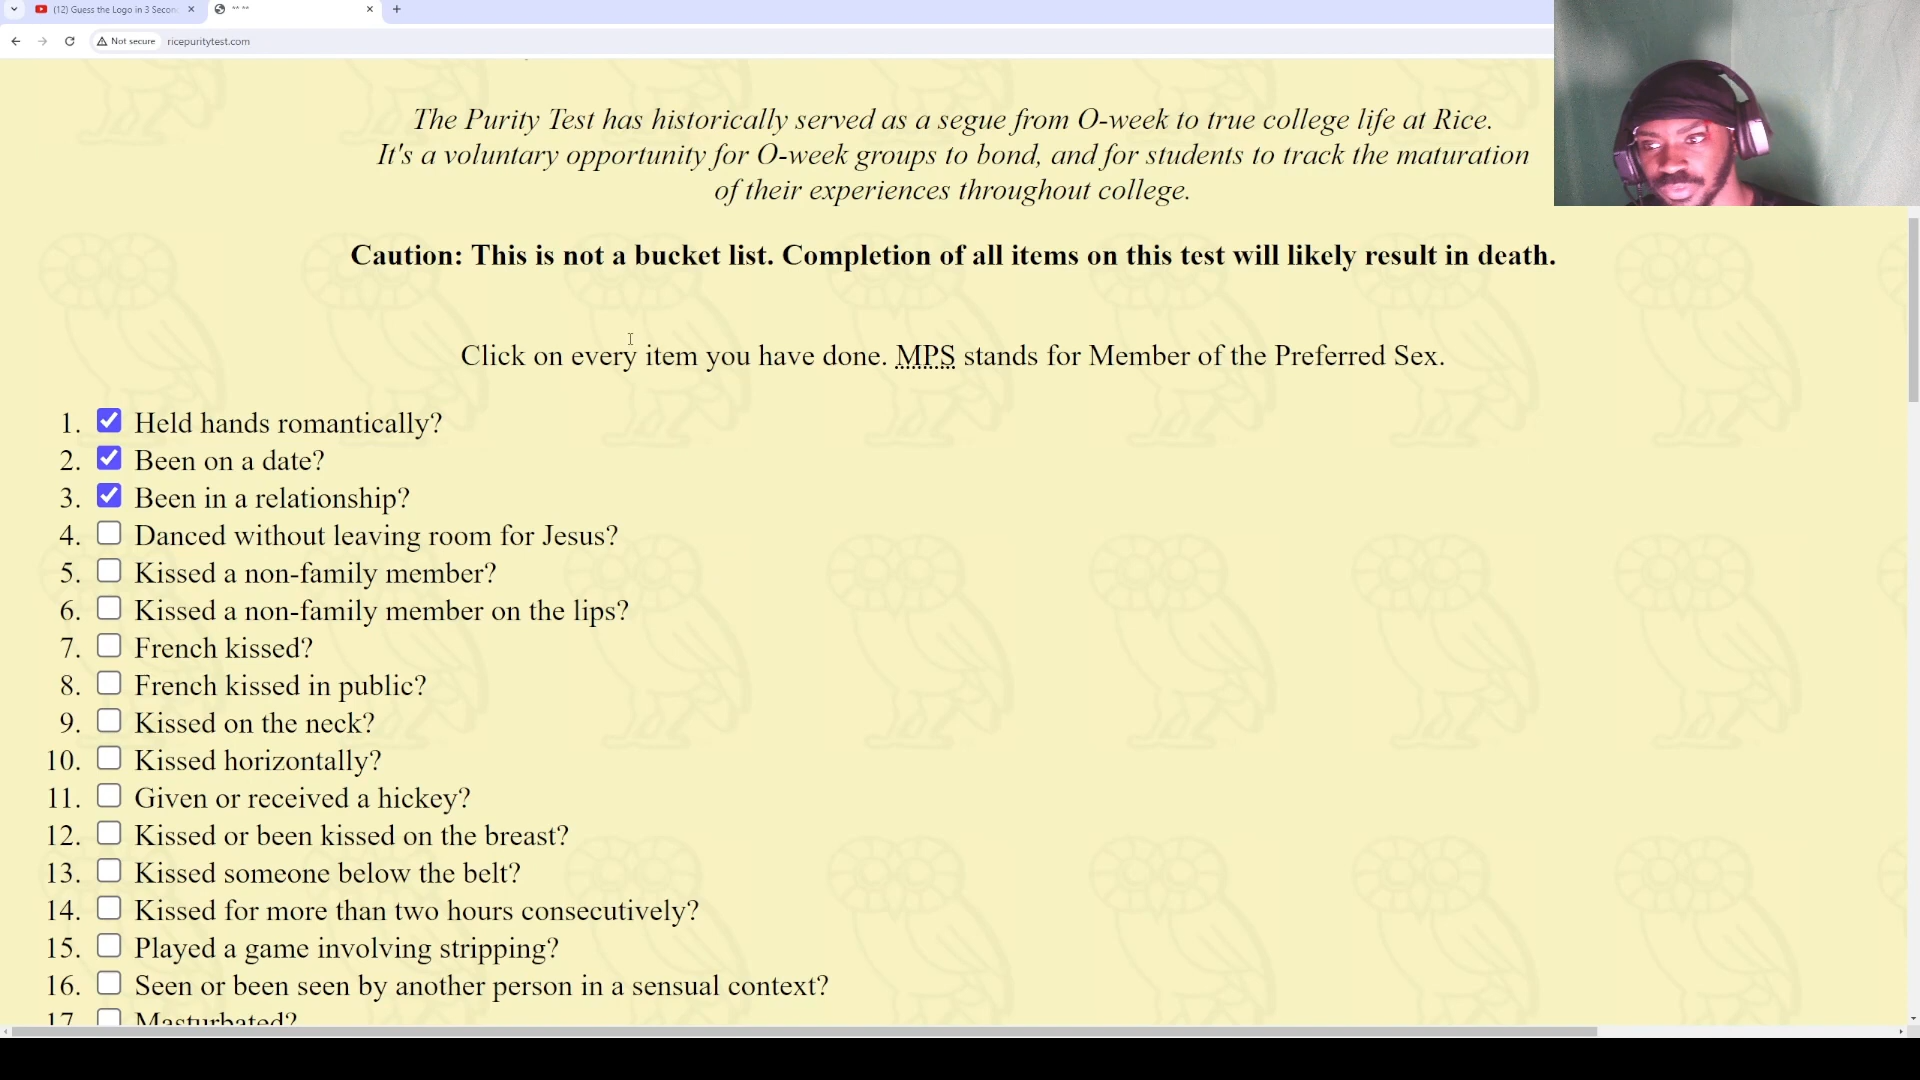 (12) Guess the Logo in 3 Secon
** **
Not secure
ricepuritytest.com
The Purity Test has historically served as a segue from O-week to true college life at Rice.
It's a voluntary opportunity for O-week groups to bond, and for students to track the maturation
of their experiences throughout college.
Caution: This is not a bucket list. Completion of all items on this test will likely result in death.
Click on every item you have done. MPS stands for Member of the Preferred Sex.
1. Held hands romantically?
2. Been on a date?
3. Been in a relationship?
4. Danced without leaving room for Jesus?
5. Kissed a non-family member?
6. Kissed a non-family member on the lips?
7. French kissed?
8. French kissed in public?
9. Kissed on the neck?
10. Kissed horizontally?
11. Given or received a hickey?
12. Kissed or been kissed on the breast?
13. Kissed someone below the belt?
14. Kissed for more than two hours consecutively?
15. Played a game involving stripping?
16. Seen or been seen by another person in a sensual context?
17. Masturbated?